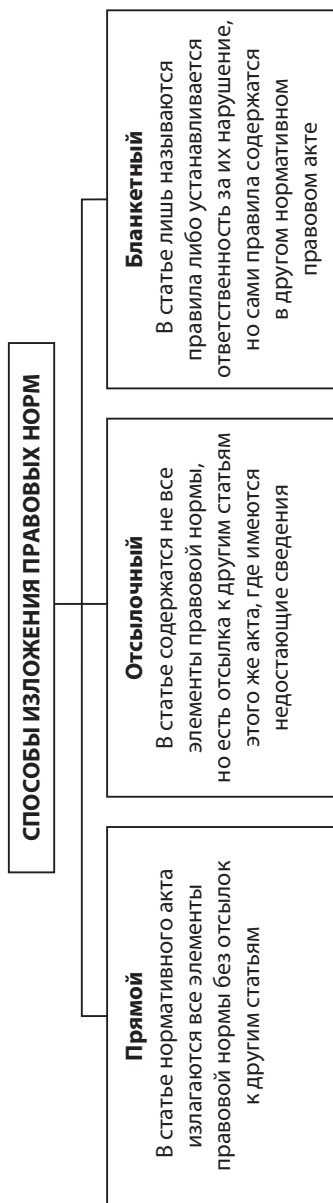 СПОСОБЫ ИЗЛОЖЕНИЯ ПРАВОВЫХ НОРМ
Прямой
В статье нормативного акта
излагаются все элементы
правовой нормы без отсылок
к другим статьям
Отсылочный
В статье содержатся не все
элементы правовой нормы,
но есть отсылка к другим статьям
этого же акта, где имеются
недостающие сведения
Бланкетный
В статье лишь называются
правила либо устанавливается
ответственность за их нарушение,
но сами правила содержатся
в другом нормативном
правовом акте